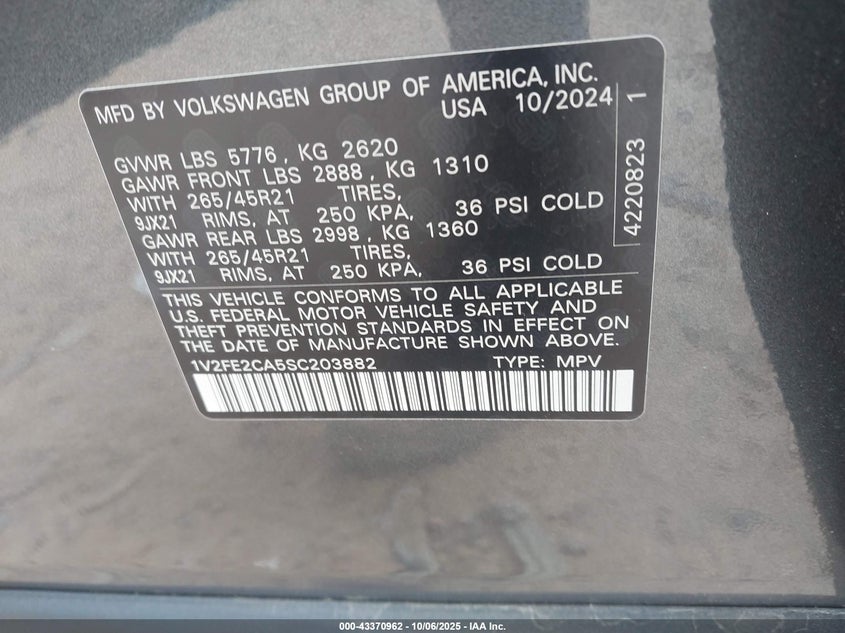 MFD BY VOLKSWAGEN GROUP OF AMERICA, INC.
USA 10/2024
GVWR LBS 5776, KG 2620
GAWR FRONT LBS 2888, KG 1310
WITH 265/45R21 TIRES,
9JX21 RIMS, AT 250 KPA, 36 PSI COLD
GAWR REAR LBS 2998, KG 1360
WITH 265/45R21 TIRES,
9JX21 RIMS, AT 250 KPA, 36 PSI COLD
4220823 1
THIS VEHICLE CONFORMS TO ALL APPLICABLE
U.S. FEDERAL MOTOR VEHICLE SAFETY AND
THEFT PREVENTION STANDARDS IN EFFECT ON
THE DATE OF MANUFACTURE SHOWN ABOVE.
1V2FE2CA5SC203882 TYPE: MPV
000-43370962 - 10/06/2025 - IAA Inc.